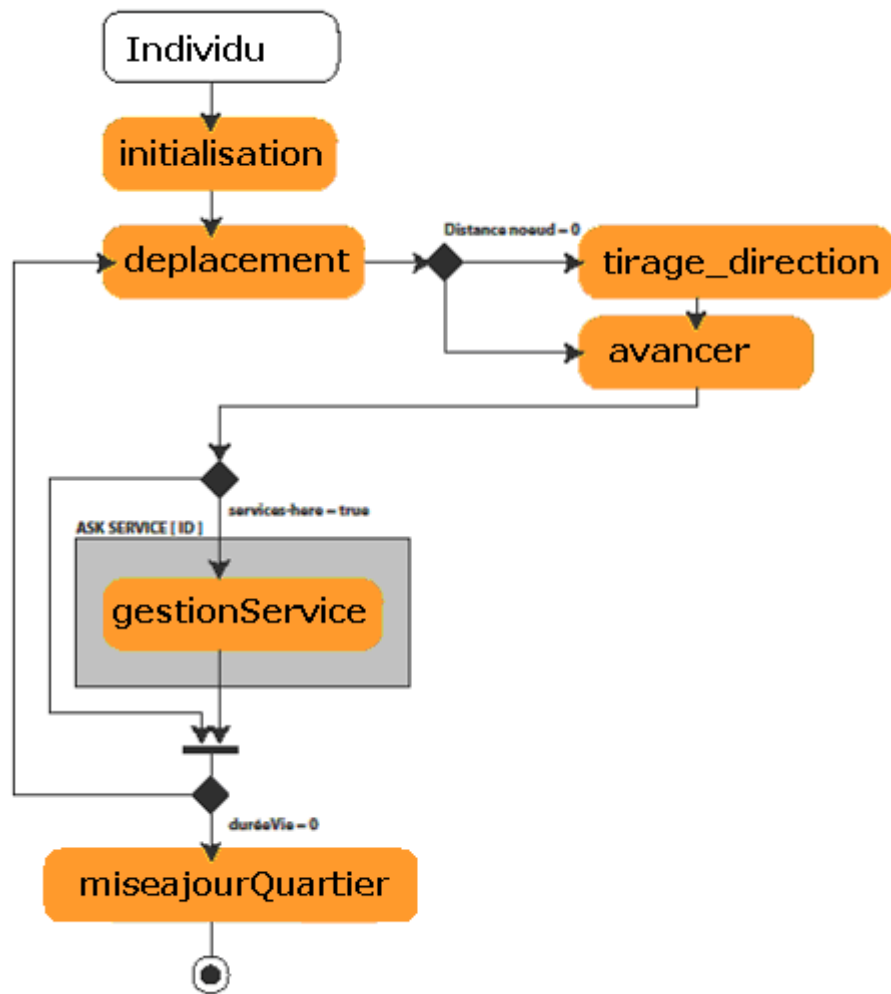 Individu
initialisation
deplacement
Distance noeud = 0
tirage_direction
avancer
services-here = true
ASK SERVICE [ ID ]
gestionService
duréeVie = 0
miseajourQuartier